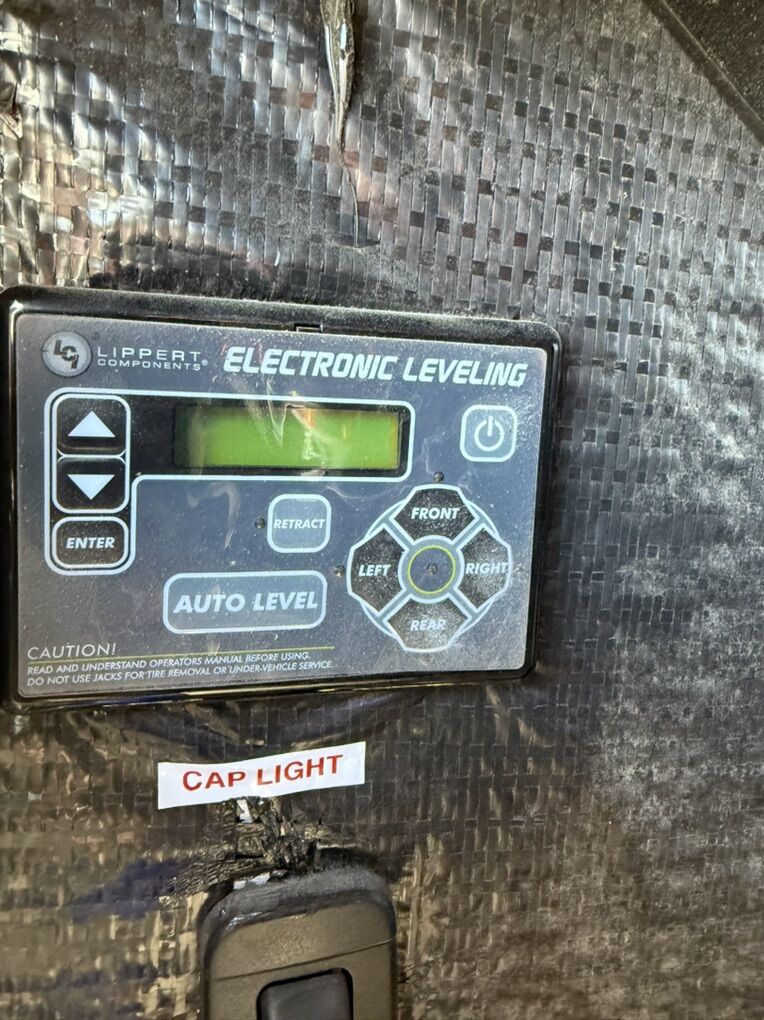 LCI LIPPERT COMPONENTS® ELECTRONIC LEVELING
ENTER
RETRACT
AUTO LEVEL
FRONT
LEFT
RIGHT
REAR
CAUTION!
READ AND UNDERSTAND OPERATORS MANUAL BEFORE USING.
DO NOT USE JACKS FOR TIRE REMOVAL OR UNDER-VEHICLE SERVICE.
CAP LIGHT